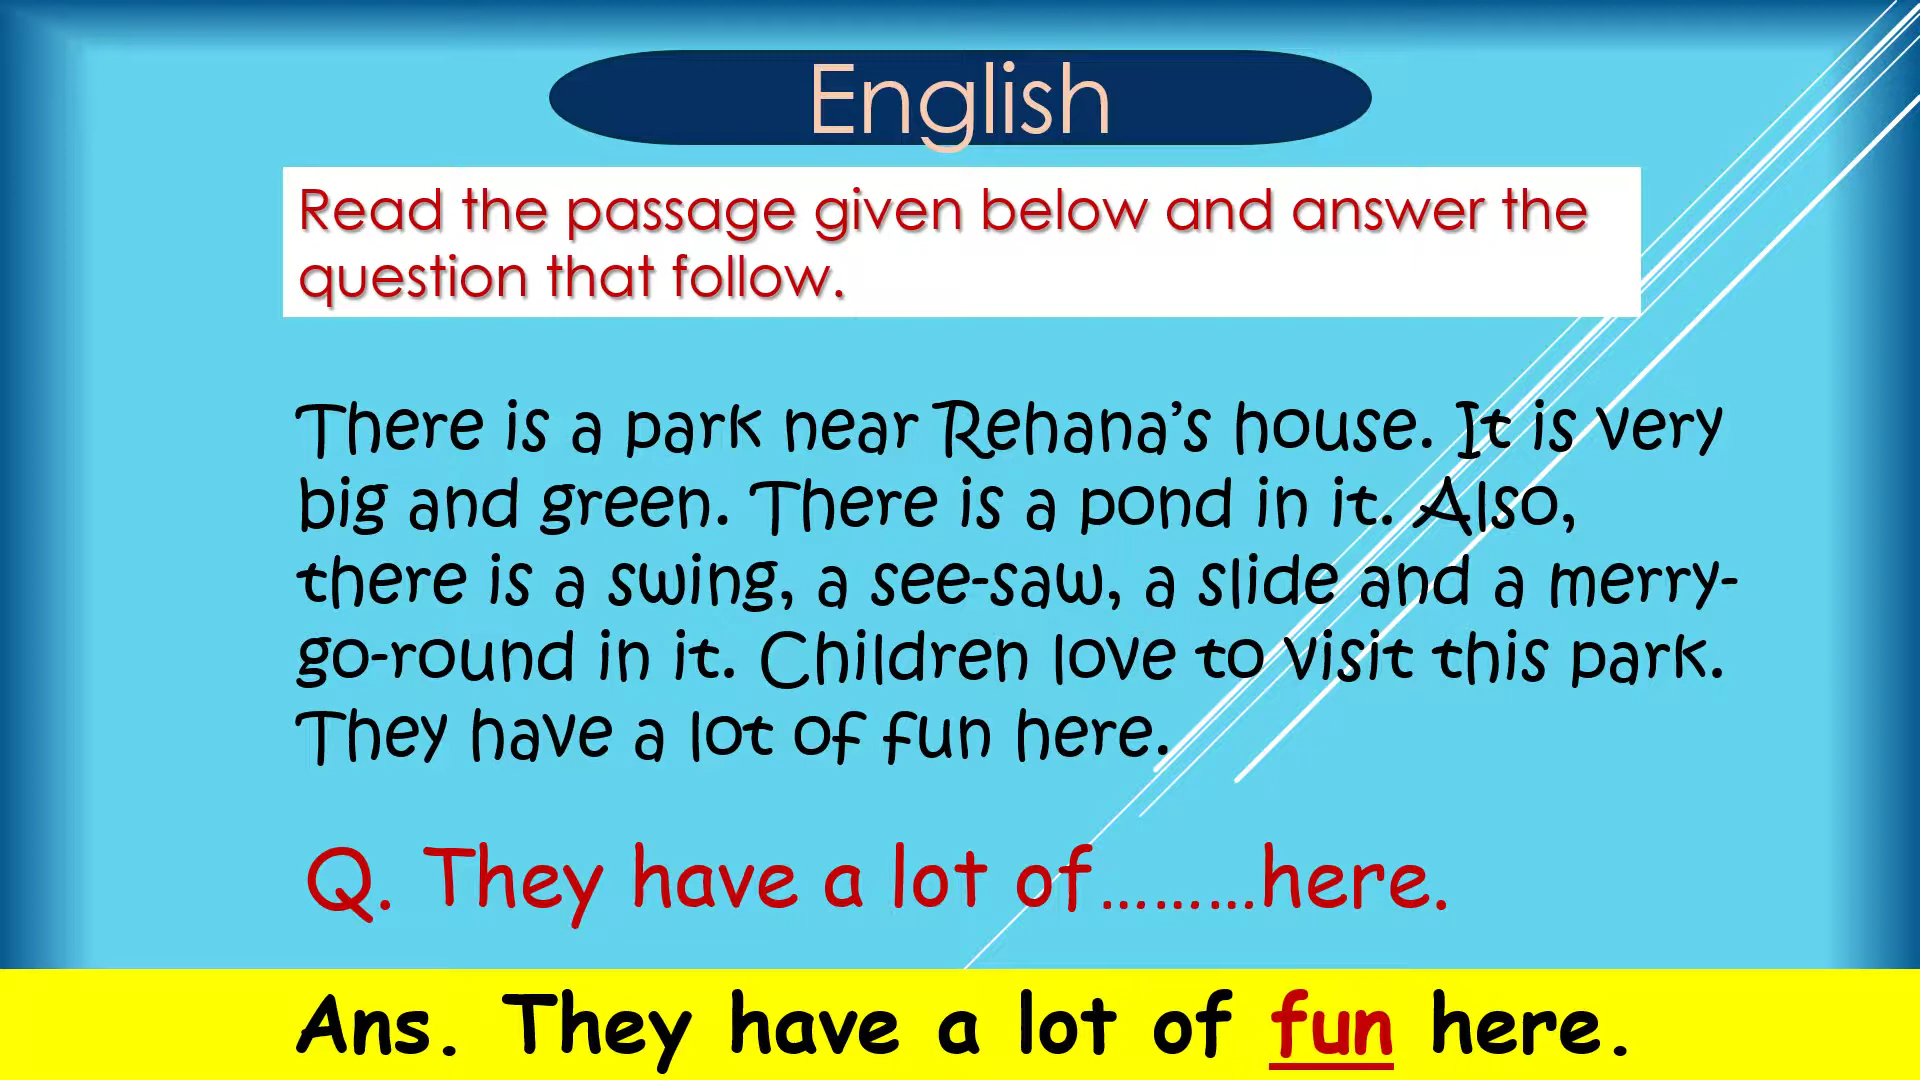 English
Read the passage given below and answer the
question that follow.
There is a park near Rehana’s house. It is very
big and green. There is a pond in it. Also,
there is a swing, a see-saw, a slide and a merry-
go-round in it. Children love to visit this park.
They have a lot of fun here.
Q. They have a lot of.........here.
Ans. They have a lot of fun here.